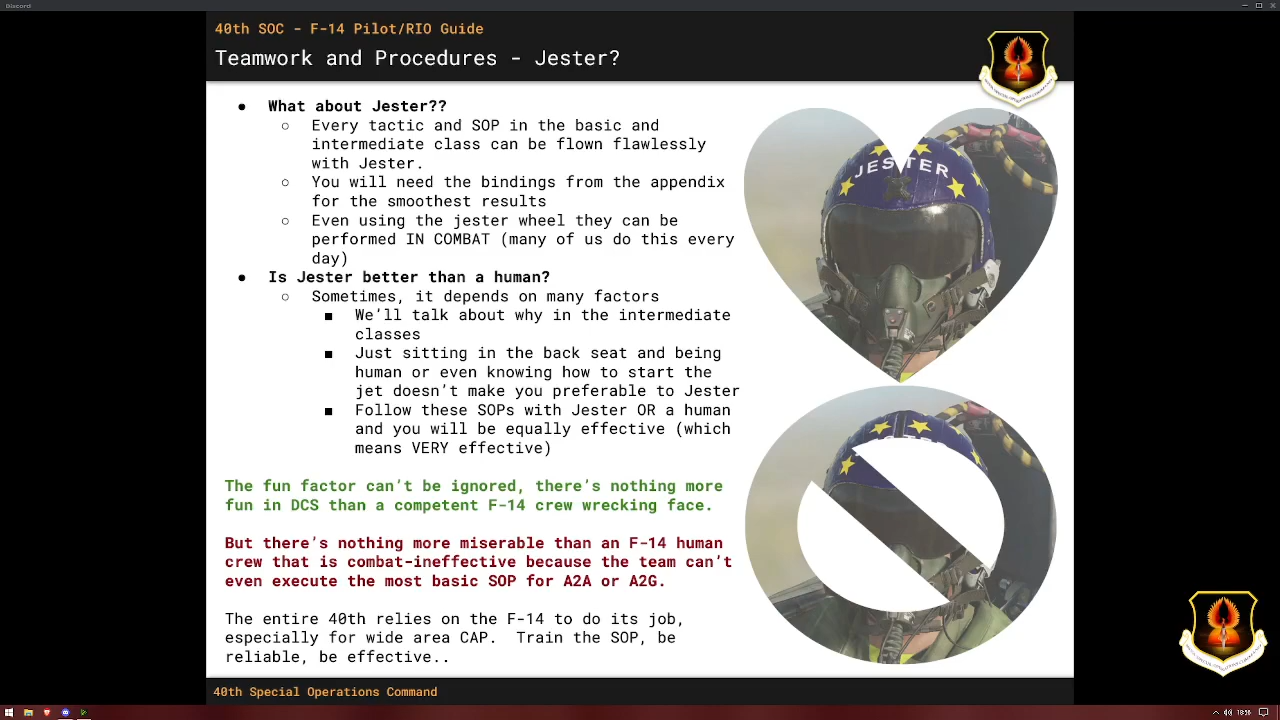 Discord
40th SOC - F-14 Pilot/RIO Guide
Teamwork and Procedures - Jester?
● What about Jester??
○ Every tactic and SOP in the basic and
intermediate class can be flown flawlessly
with Jester.
○ You will need the bindings from the appendix
for the smoothest results
○ Even using the jester wheel they can be
performed IN COMBAT (many of us do this every
day)
● Is Jester better than a human?
○ Sometimes, it depends on many factors
■ We'll talk about why in the intermediate
classes
■ Just sitting in the back seat and being
human or even knowing how to start the
jet doesn't make you preferable to Jester
■ Follow these SOPs with Jester OR a human
and you will be equally effective (which
means VERY effective)
The fun factor can't be ignored, there's nothing more
fun in DCS than a competent F-14 crew wrecking face.
But there's nothing more miserable than an F-14 human
crew that is combat-ineffective because the team can't
even execute the most basic SOP for A2A or A2G.
The entire 40th relies on the F-14 to do its job,
especially for wide area CAP.  Train the SOP, be
reliable, be effective..
JESTER
40th Special Operations Command
18:56